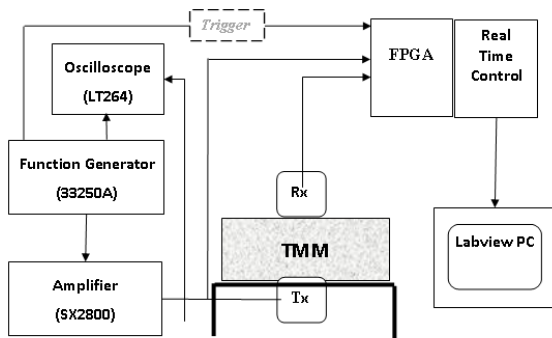 Trigger
Oscilloscope
(LT264)
FPGA
Real
Time
Control
Function Generator
(33250A)
Rx
TMM
Labview PC
Amplifier
(SX2800)
Tx